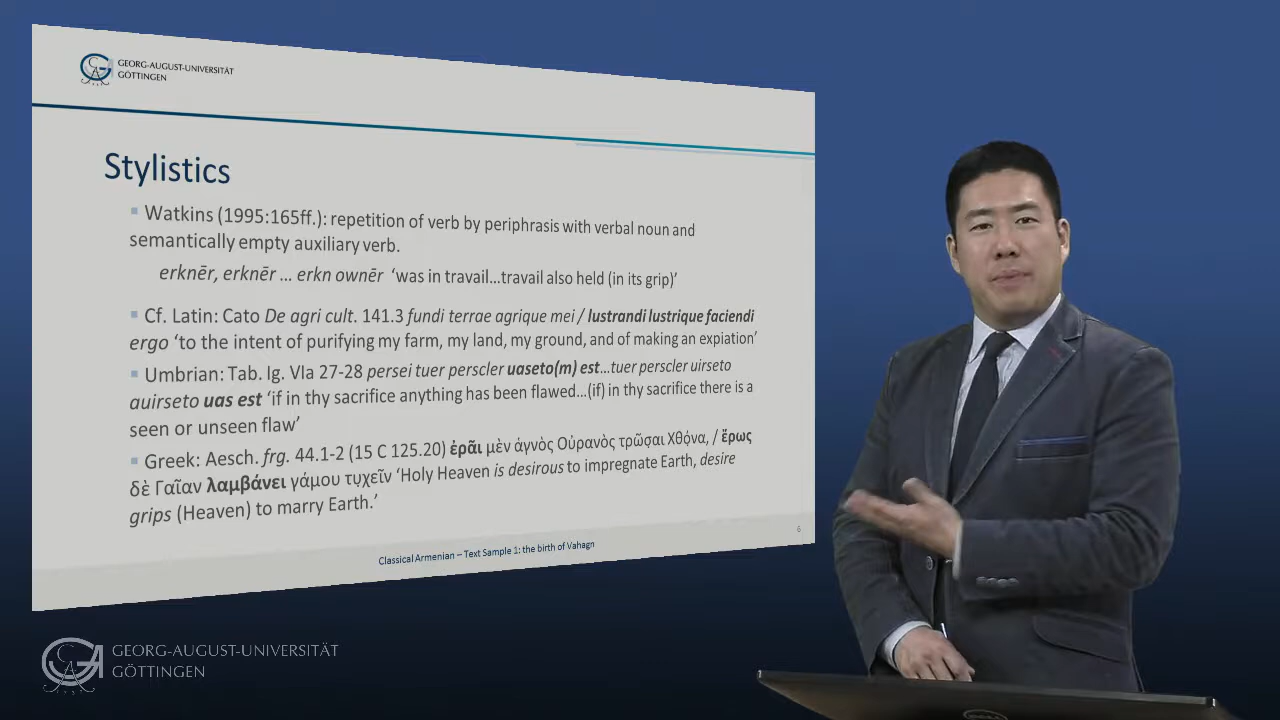 GEORG-AUGUST-UNIVERSITÄT
GÖTTINGEN
Stylistics
Watkins (1995:165ff.): repetition of verb by periphrasis with verbal noun and
semantically empty auxiliary verb.
erknēr, erknēr … erkn ownēr ‘was in travail…travail also held (in its grip)’
Cf. Latin: Cato De agri cult. 141.3 fundi terrae agrique mei / lustrandi lustrique faciendi
ergo ‘to the intent of purifying my farm, my land, my ground, and of making an expiation’
Umbrian: Tab. Ig. VIa 27-28 persei tuer perscler uaseto(m) est…tuer perscler uirseto
auirseto uas est ‘if in thy sacrifice anything has been flawed…(if) in thy sacrifice there is a
seen or unseen flaw’
Greek: Aesch. frg. 44.1-2 (15 C 125.20) ἐρᾶι μὲν ἁγνὸς Οὐρανὸς τρῶσαι Χθόνα, / ἔρως
δὲ Γαῖαν λαμβάνει γάμου τυχεῖν ‘Holy Heaven is desirous to impregnate Earth, desire
grips (Heaven) to marry Earth.’
6
Classical Armenian – Text Sample 1: the birth of Vahagn
GEORG-AUGUST-UNIVERSITÄT
GÖTTINGEN